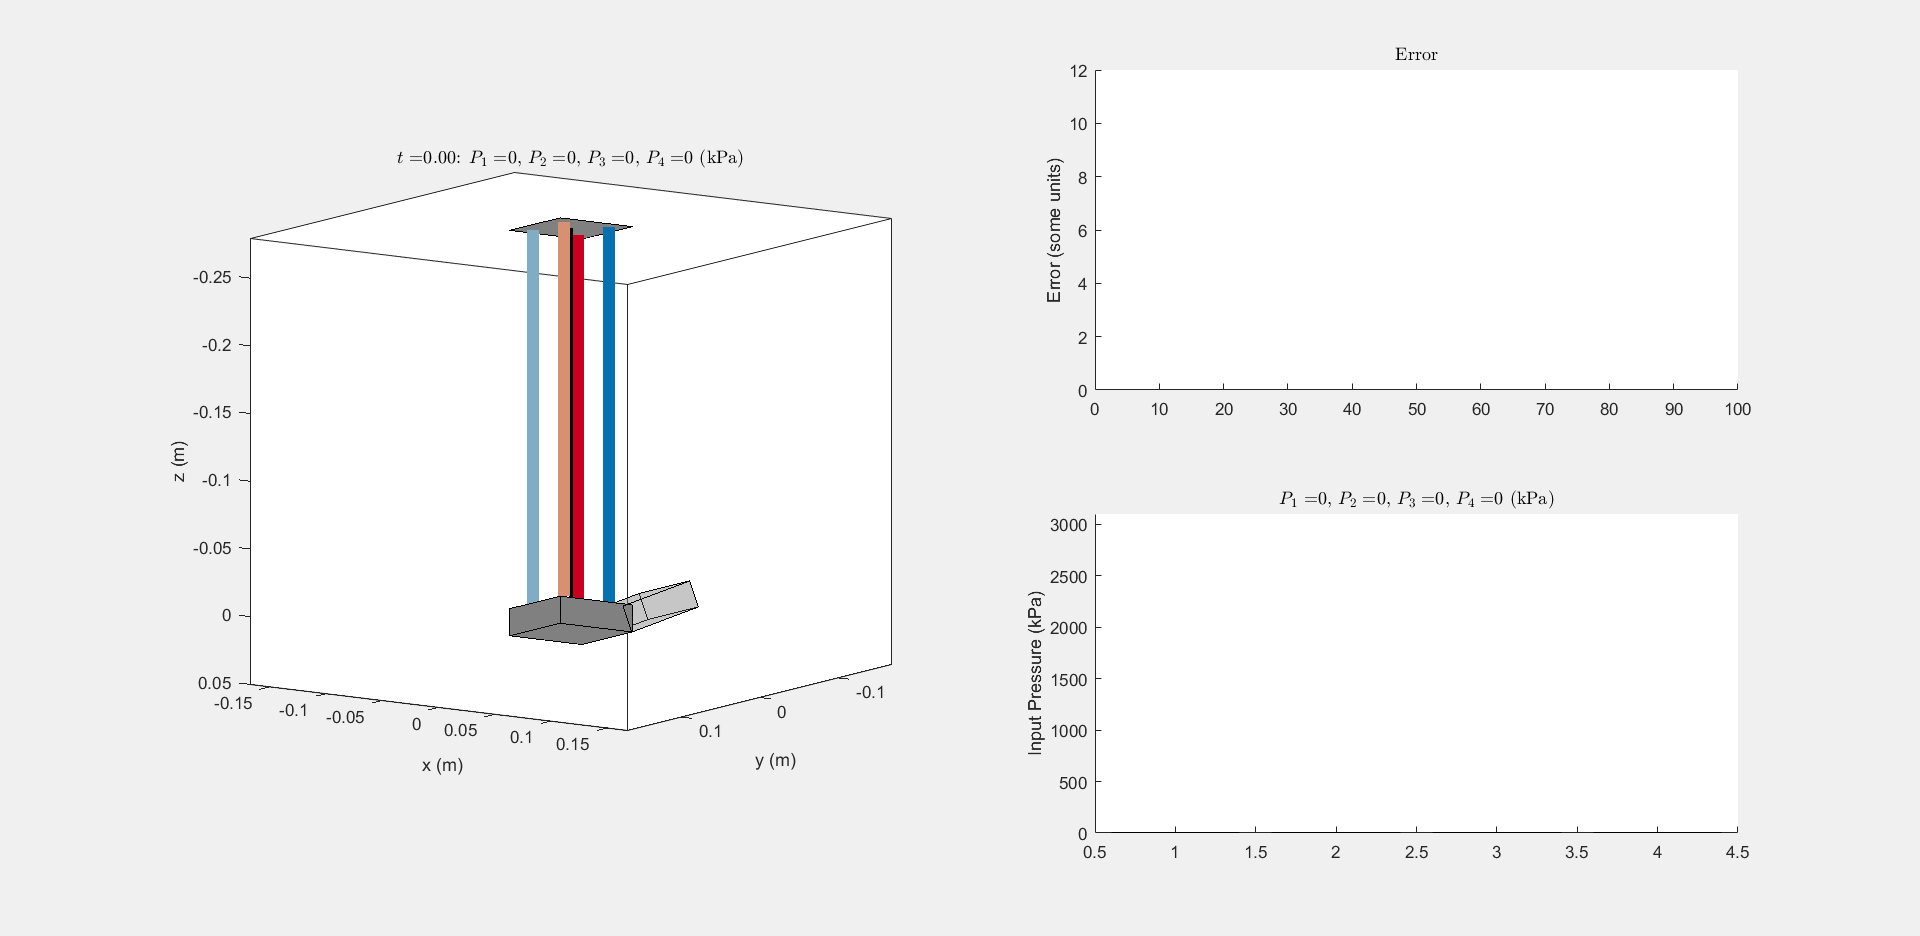 t =0.00: P₁ =0, P₂ =0, P₃ =0, P₄ =0 (kPa)
-0.25
-0.2
-0.15
-0.1
-0.05
0
0.05
z (m)
-0.15 -0.1 -0.05 0 0.05 0.1 0.15
x (m)
0.1 0 -0.1
y (m)
Error
12
10
8
6
4
2
0
Error (some units)
0 10 20 30 40 50 60 70 80 90 100
P₁ =0, P₂ =0, P₃ =0, P₄ =0 (kPa)
3000
2500
2000
1500
1000
500
0
Input Pressure (kPa)
0.5 1 1.5 2 2.5 3 3.5 4 4.5